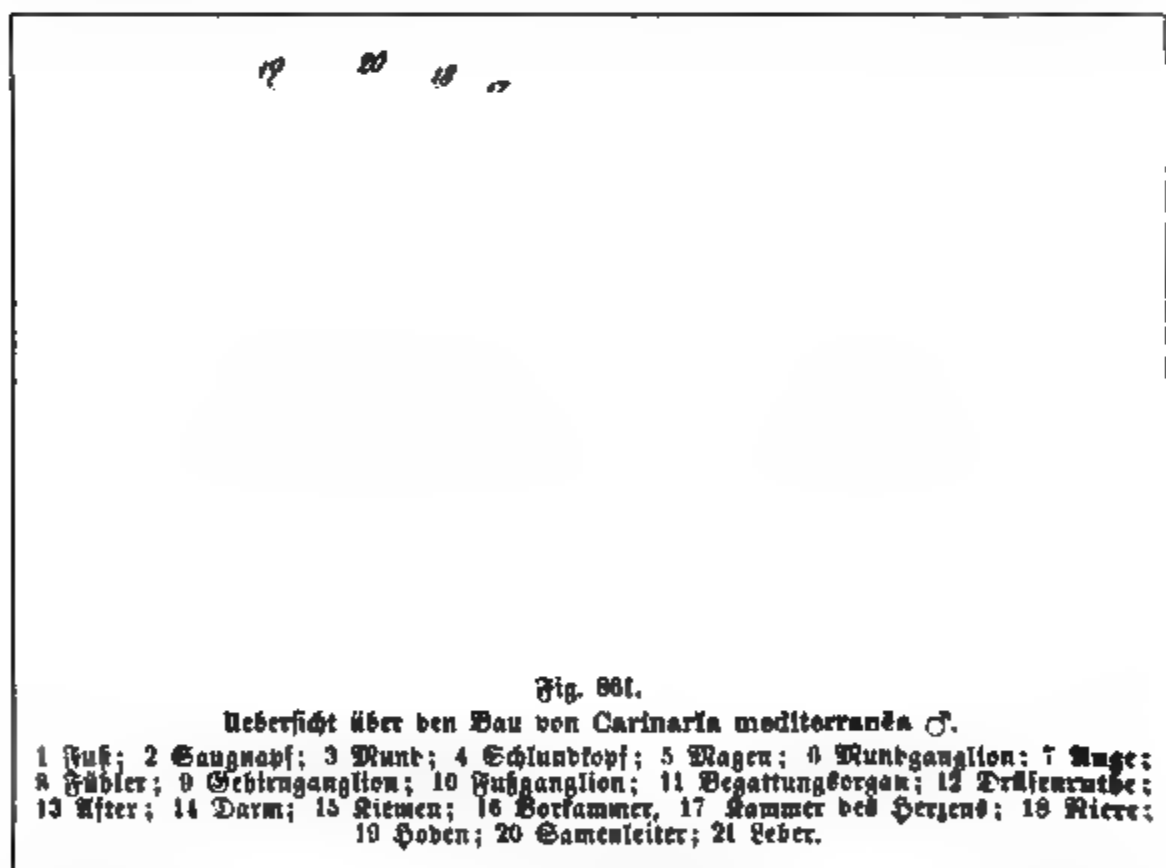 19 20 18 17
Fig. 861.
Uebersicht über den Bau von Carinaria mediterranëa ♂.
1 Fuß; 2 Saugnapf; 3 Mund; 4 Schlundkopf; 5 Magen; 6 Mundganglion; 7 Auge;
8 Fühler; 9 Gehirnganglion; 10 Fußganglion; 11 Begattungsorgan; 12 Drüsenruthe;
13 After; 14 Darm; 15 Kiemen; 16 Vorkammer, 17 Kammer des Herzens; 18 Niere;
19 Hoden; 20 Samenleiter; 21 Leber.